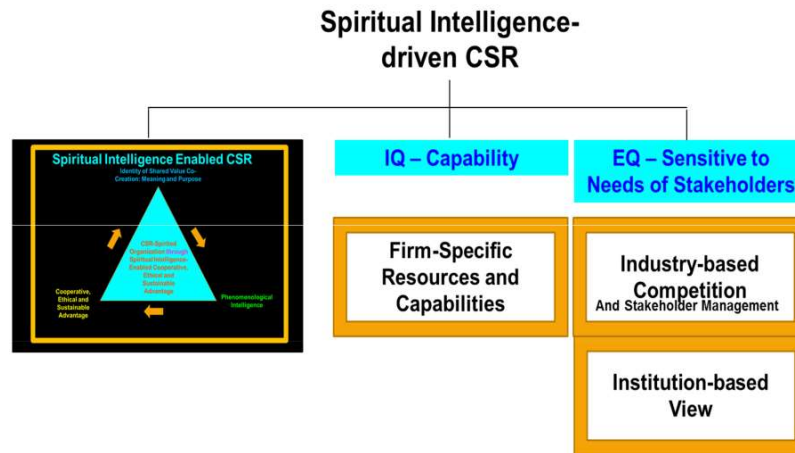 Spiritual Intelligence-
driven CSR
Spiritual Intelligence Enabled CSR
Identity of Shared Value Co-
Creation: Meaning and Purpose
CSR-Spirited
Organisation through
Spiritual Intelligence-
Enabled Cooperative,
Ethical and
Sustainable
Advantage
Cooperative,
Ethical and
Sustainable
Advantage
Phenomenological
Intelligence
IQ – Capability
Firm-Specific
Resources and
Capabilities
EQ – Sensitive to
Needs of Stakeholders
Industry-based
Competition
And Stakeholder Management
Institution-based
View